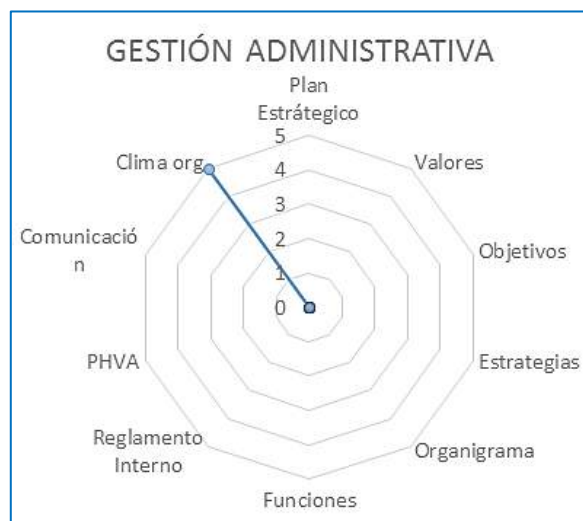 GESTIÓN ADMINISTRATIVA
Plan
Estrátegico
5
Clima org
Valores
4
3
Comunicació
n
2
Objetivos
1
0
PHVA
Estrategias
Reglamento
Interno
Organigrama
Funciones